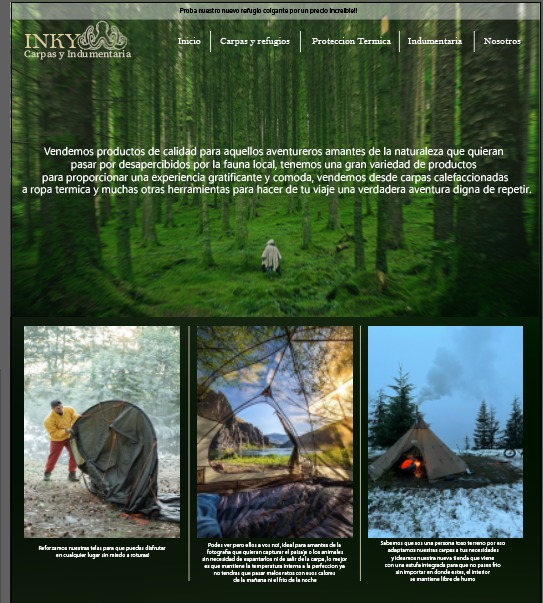 Proba nuestro nuevo refugio colgante por un precio increible!!
INKY
Carpas y Indumentaria
Inicio
Carpas y refugios
Proteccion Termica
Indumentaria
Nosotros
Vendemos productos de calidad para aquellos aventureros amantes de la naturaleza que quieran
pasar por desapercibidos por la fauna local, tenemos una gran variedad de productos
para proporcionar una experiencia gratificante y comoda, vendemos desde carpas calefaccionadas
a ropa termica y muchas otras herramientas para hacer de tu viaje una verdadera aventura digna de repetir.
Reforzamos nuestras telas para que puedas disfrutar
en cualquier lugar sin miedo a roturas!
Podes ver pero ellos a vos no!, ideal para amantes de la
fotografia que quieran capturar el paisaje o los animales
sin necesidad de espantarlos ni de salir de la carpa, lo mejor
es que mantiene la temperatura interna a la perfeccion ya
no tendras que pasar malos ratos con esos calores
de la mañana ni el frio de la noche
Sabemos que sos una persona todo terreno por eso
adaptamos nuestras carpas a tus necesidades
y ideamos nuestra nueva tienda que viene
con una estufa integrada para que no pases frio
sin importar en donde estes, el interior
se mantiene libre de humo